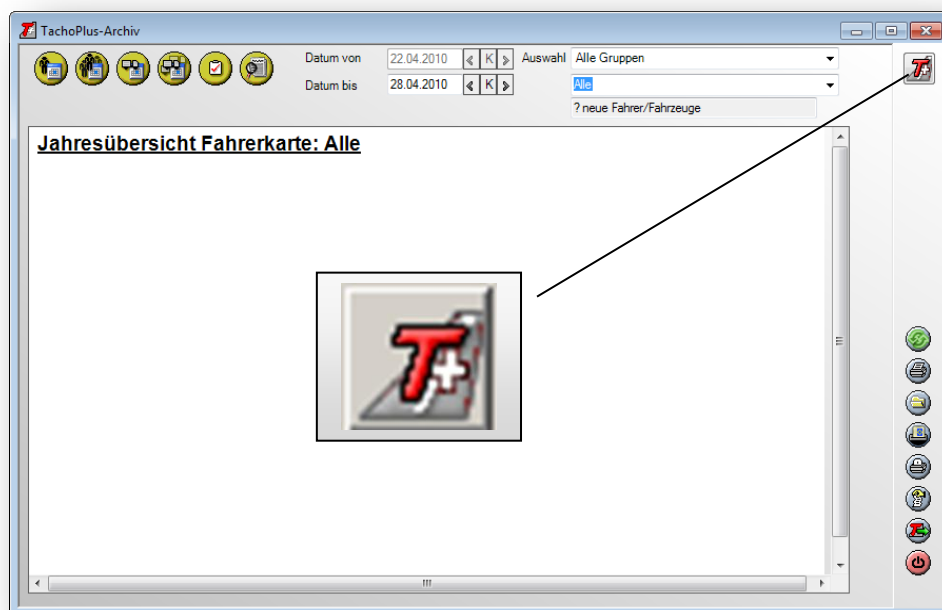 TachoPlus-Archiv
Datum von 22.04.2010 K Auswahl Alle Gruppen
Datum bis 28.04.2010 K Alle
? neue Fahrer/Fahrzeuge
Jahresübersicht Fahrerkarte: Alle
T+
T+